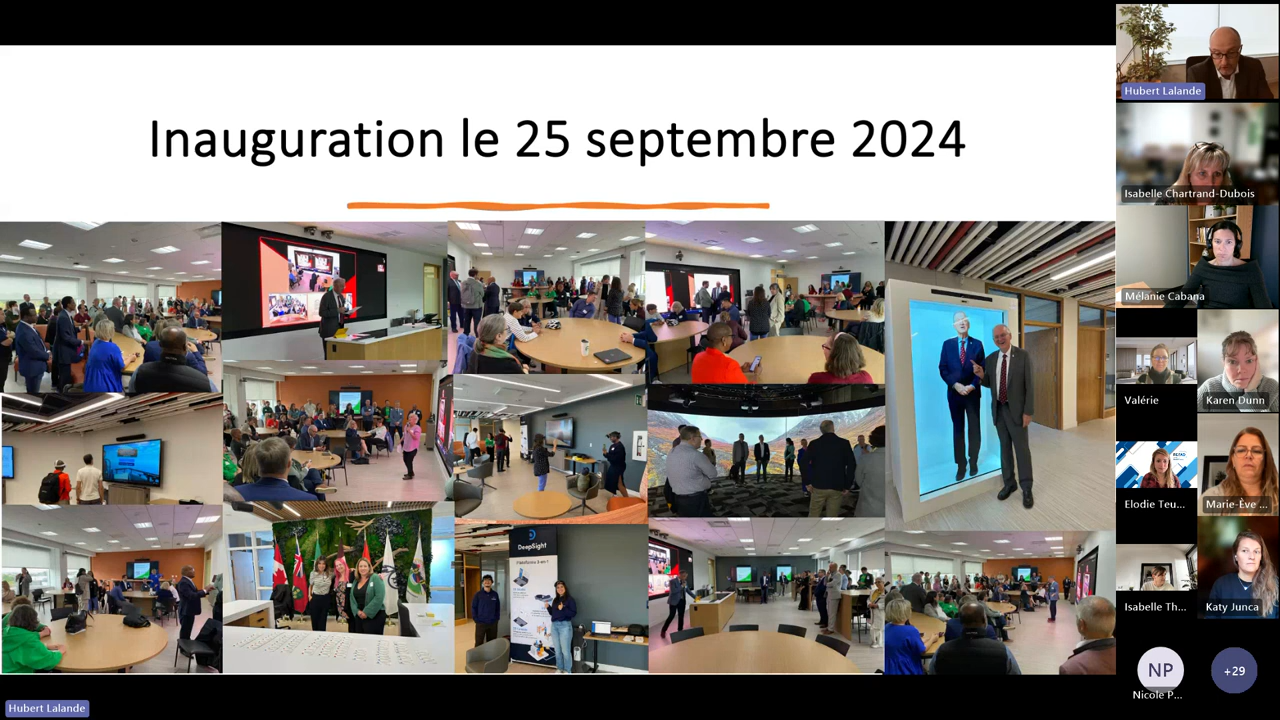 Inauguration le 25 septembre 2024
DeepSight
Hubert Lalande
Isabelle Chartrand-Dubois
Mélanie Cabana
Valérie
Karen Dunn
Elodie Teu...
Marie-Ève ...
Isabelle Th...
Katy Junca
NP
Nicole P...
+29
Hubert Lalande